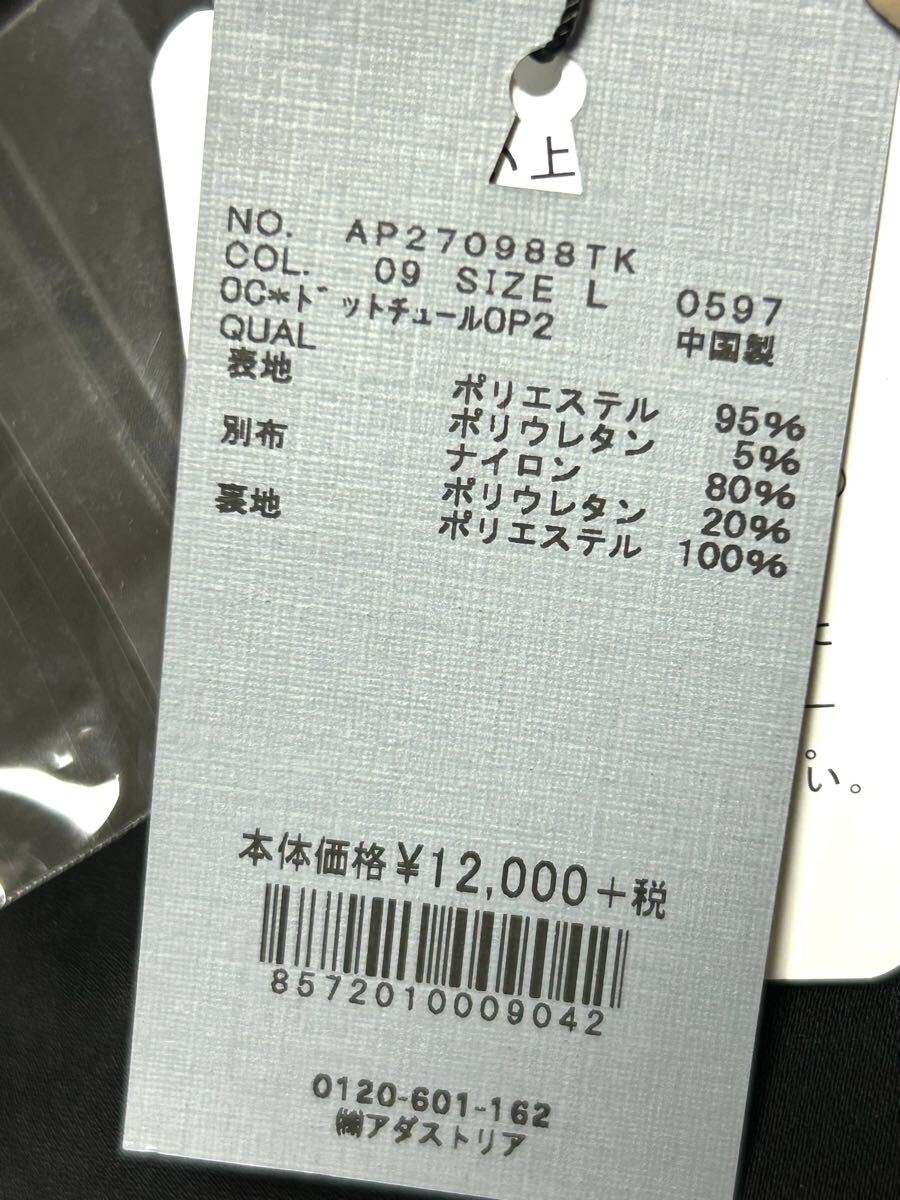 上
NO. AP270988TK
COL. 09 SIZE L 0597
OC*ドットチュールOP2 中国製
QUAL
表地 ポリエステル 95%
ポリウレタン 5%
別布 ナイロン 80%
ポリウレタン 20%
裏地 ポリエステル 100%
い。
本体価格¥12,000+税
8572010009042
0120-601-162
㈱アダストリア